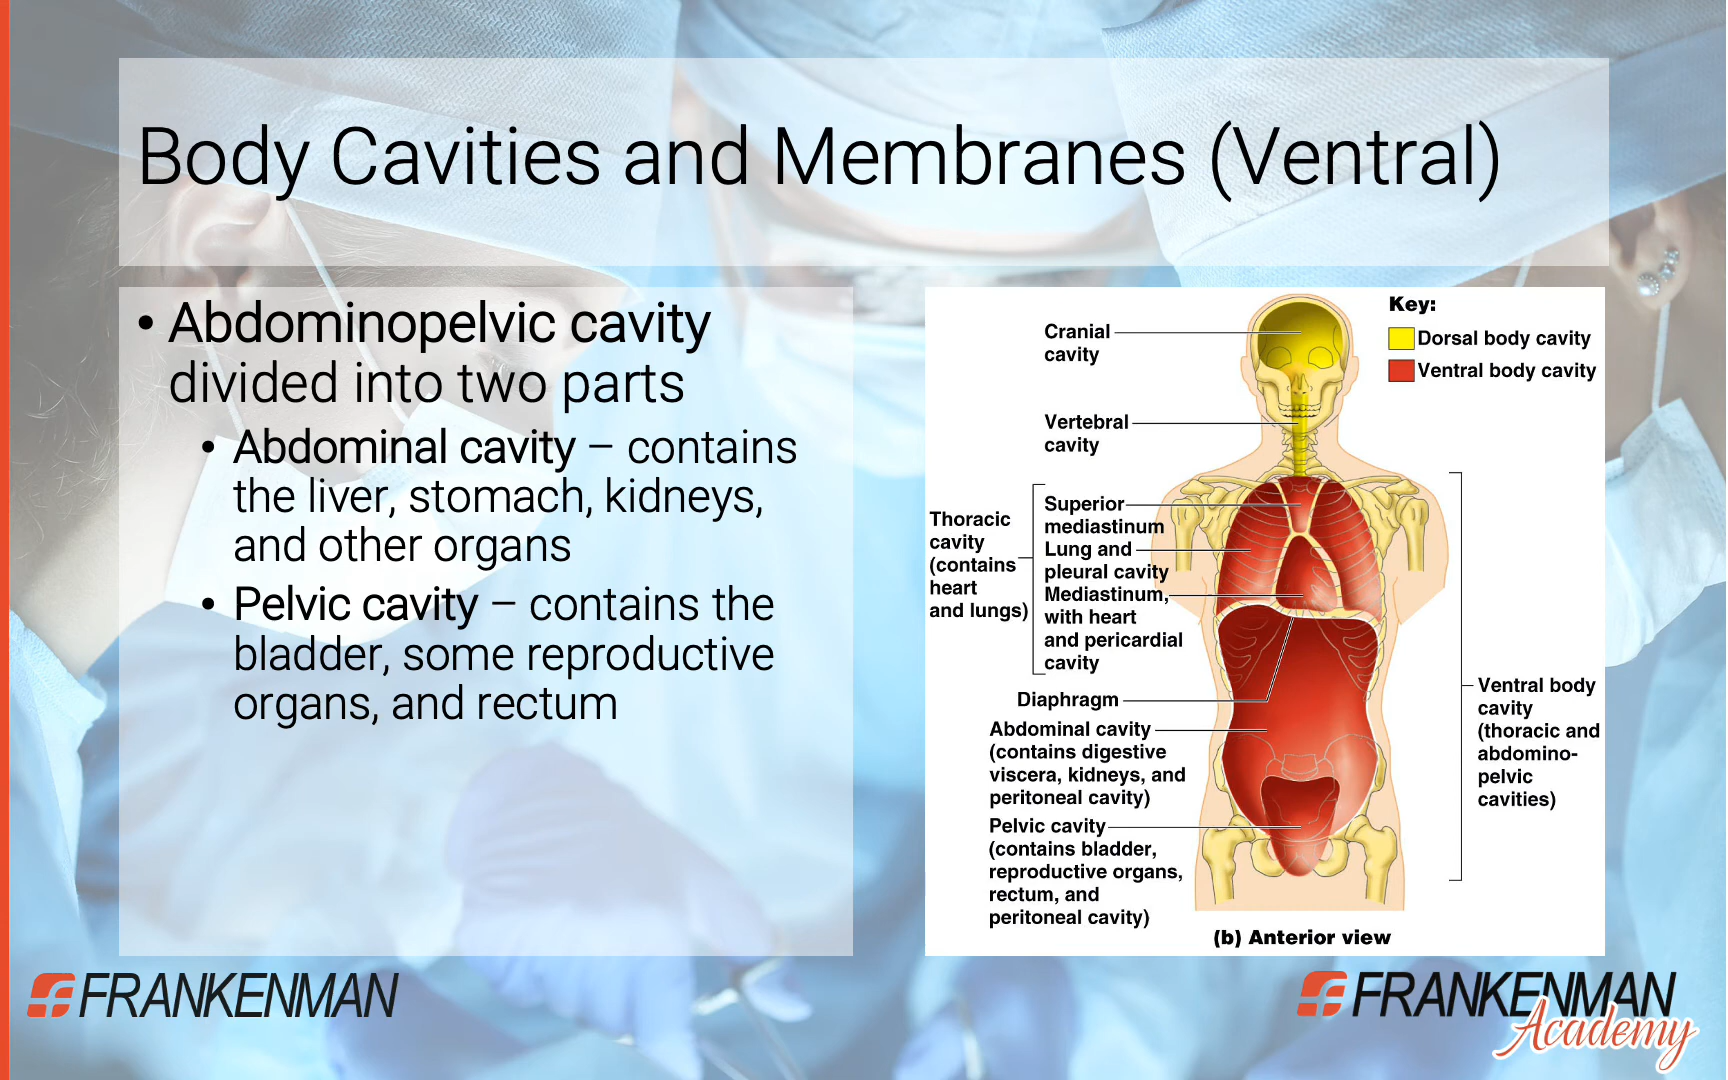 Body Cavities and Membranes (Ventral)
• Abdominopelvic cavity
divided into two parts
• Abdominal cavity – contains
the liver, stomach, kidneys,
and other organs
• Pelvic cavity – contains the
bladder, some reproductive
organs, and rectum
Key:
Dorsal body cavity
Ventral body cavity
Cranial
cavity
Vertebral
cavity
Thoracic
cavity
(contains
heart
and lungs)
Superior
mediastinum
Lung and
pleural cavity
Mediastinum,
with heart
and pericardial
cavity
Diaphragm
Abdominal cavity
(contains digestive
viscera, kidneys, and
peritoneal cavity)
Pelvic cavity
(contains bladder,
reproductive organs,
rectum, and
peritoneal cavity)
Ventral body
cavity
(thoracic and
abdomino-
pelvic
cavities)
(b) Anterior view
FRANKENMAN
FRANKENMAN
Academy